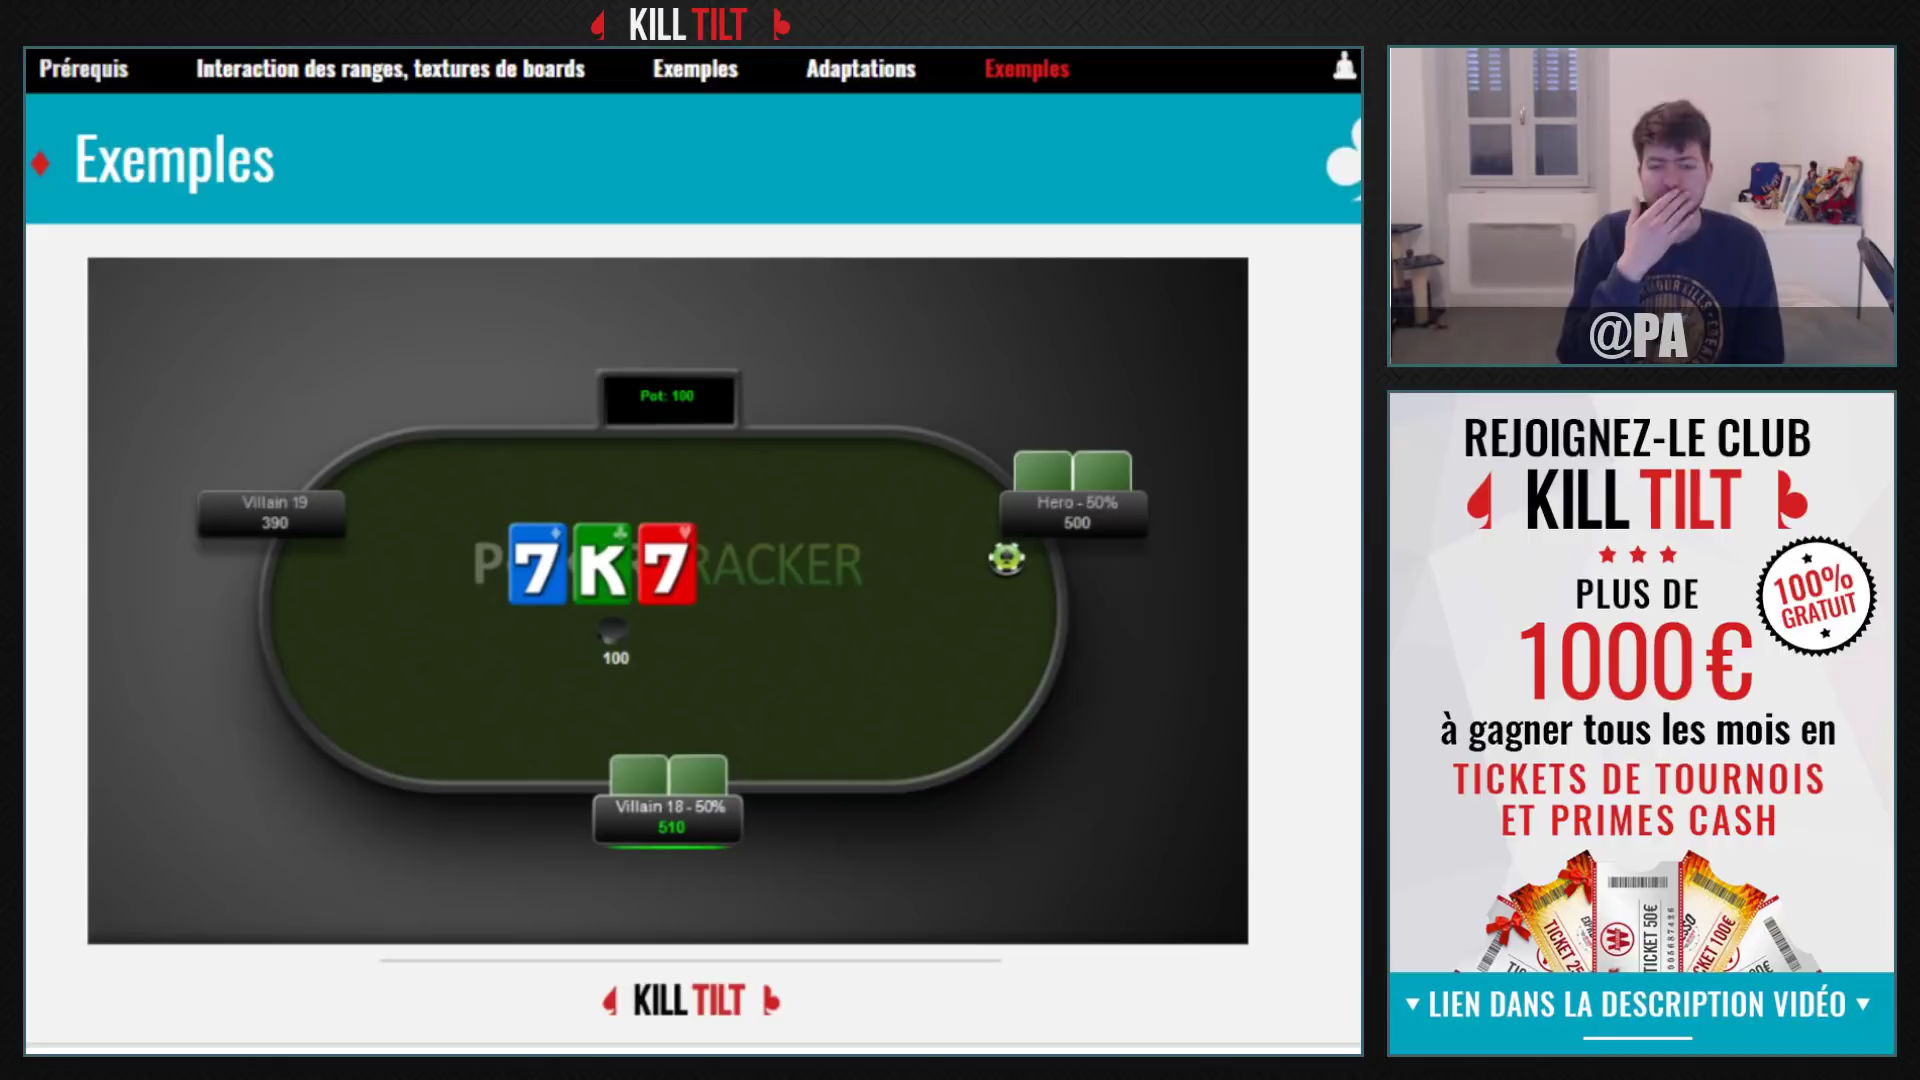 KILL TILT
Prérequis
Interaction des ranges, textures de boards
Exemples
Adaptations
Exemples
Exemples
Pot: 100
Villain 19
390
Hero - 50%
500
7 K 7
RACKER
100
Villain 18 - 50%
510
KILL TILT
@PA
REJOIGNEZ-LE CLUB
KILL TILT
100%
GRATUIT
PLUS DE
1000€
à gagner tous les mois en
TICKETS DE TOURNOIS
ET PRIMES CASH
TICKET 50€
TICKET 100€
LIEN DANS LA DESCRIPTION VIDÉO